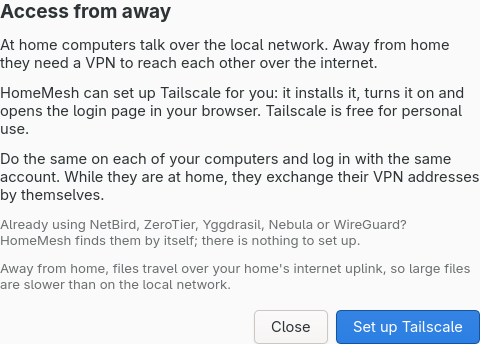 Access from away
At home computers talk over the local network. Away from home
they need a VPN to reach each other over the internet.
HomeMesh can set up Tailscale for you: it installs it, turns it on and
opens the login page in your browser. Tailscale is free for personal
use.
Do the same on each of your computers and log in with the same
account. While they are at home, they exchange their VPN addresses
by themselves.
Already using NetBird, ZeroTier, Yggdrasil, Nebula or WireGuard?
HomeMesh finds them by itself; there is nothing to set up.
Away from home, files travel over your home's internet uplink, so large files
are slower than on the local network.
Close
Set up Tailscale